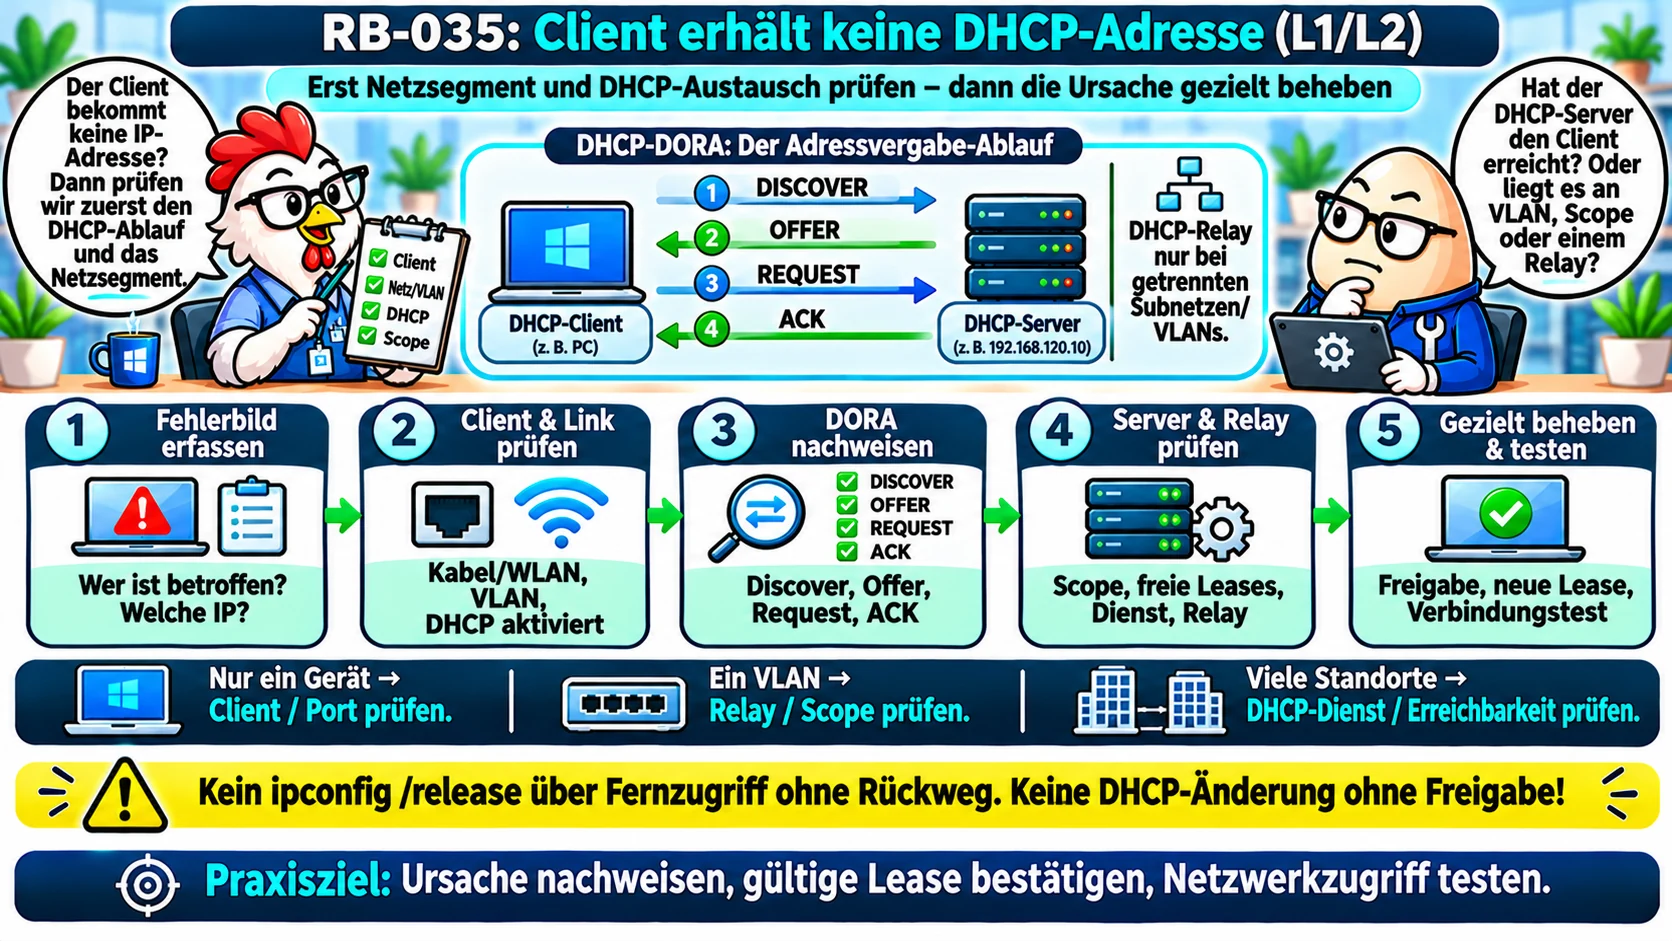 RB-035: Client erhält keine DHCP-Adresse (L1/L2)
Erst Netzsegment und DHCP-Austausch prüfen – dann die Ursache gezielt beheben
Der Client
bekommt
keine IP-
Adresse?
Dann prüfen
wir zuerst den
DHCP-Ablauf
und das
Netzsegment.
Client
Netz/VLAN
DHCP
Scope
DHCP-DORA: Der Adressvergabe-Ablauf
1 DISCOVER
2 OFFER
3 REQUEST
4 ACK
DHCP-Client
(z. B. PC)
DHCP-Server
(z. B. 192.168.120.10)
DHCP-Relay
nur bei
getrennten
Subnetzen/
VLANs.
Hat der
DHCP-Server
den Client
erreicht? Oder
liegt es an
VLAN, Scope
oder einem
Relay?
1 Fehlerbild
erfassen
Wer ist betroffen?
Welche IP?
2 Client & Link
prüfen
Kabel/WLAN,
VLAN,
DHCP aktiviert
3 DORA
nachweisen
DISCOVER
OFFER
REQUEST
ACK
Discover, Offer,
Request, ACK
4 Server & Relay
prüfen
Scope, freie Leases,
Dienst, Relay
5 Gezielt beheben
& testen
Freigabe, neue Lease,
Verbindungstest
Nur ein Gerät →
Client / Port prüfen.
Ein VLAN →
Relay / Scope prüfen.
Viele Standorte →
DHCP-Dienst / Erreichbarkeit prüfen.
Kein ipconfig /release über Fernzugriff ohne Rückweg. Keine DHCP-Änderung ohne Freigabe!
Praxisziel: Ursache nachweisen, gültige Lease bestätigen, Netzwerkzugriff testen.